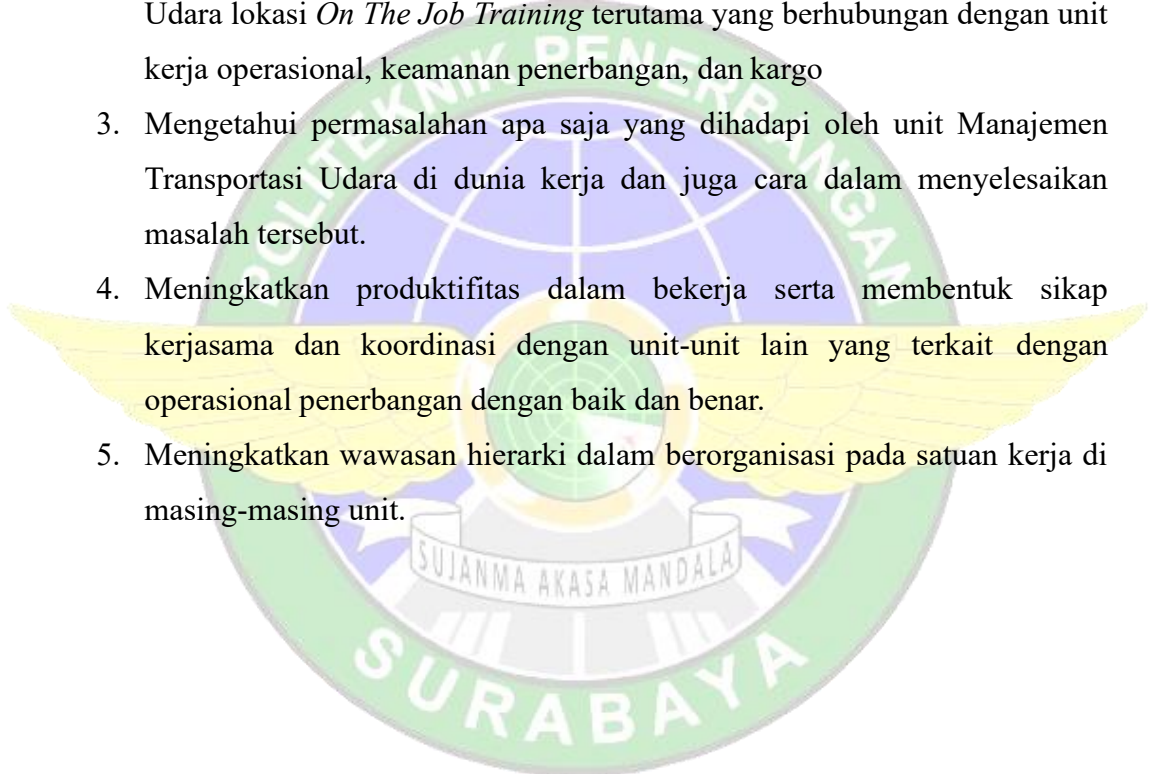 Udara lokasi On The Job Training terutama yang berhubungan dengan unit
kerja operasional, keamanan penerbangan, dan kargo
3. Mengetahui permasalahan apa saja yang dihadapi oleh unit Manajemen
Transportasi Udara di dunia kerja dan juga cara dalam menyelesaikan
masalah tersebut.
4. Meningkatkan produktifitas dalam bekerja serta membentuk sikap
kerjasama dan koordinasi dengan unit-unit lain yang terkait dengan
operasional penerbangan dengan baik dan benar.
5. Meningkatkan wawasan hierarki dalam berorganisasi pada satuan kerja di
masing-masing unit.
POLITEKNIK PENERBANGAN
SUJANMA AKASA MANDALA
SURABAYA